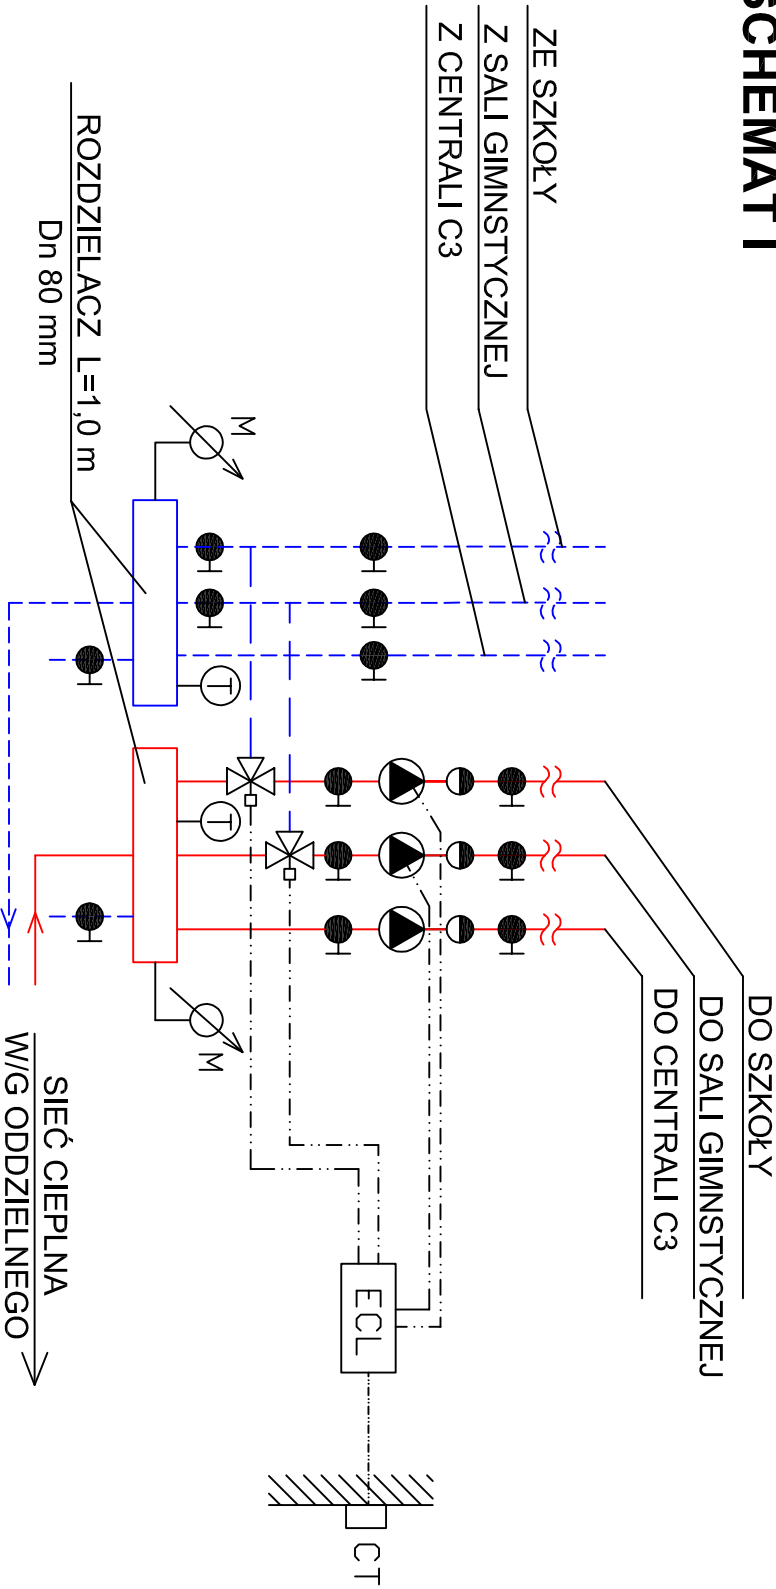 SCHEMAT I
ZE SZKOŁY
Z SALI GIMNSTYCZNEJ
Z CENTRALI C3
ROZDZIELACZ L=1,0 m
Dn 80 mm
M
T
T
M
DO SZKOŁY
DO SALI GIMNSTYCZNEJ
DO CENTRALI C3
ECL
CT
SIEĆ CIEPLNA
W/G ODDZIELNEGO